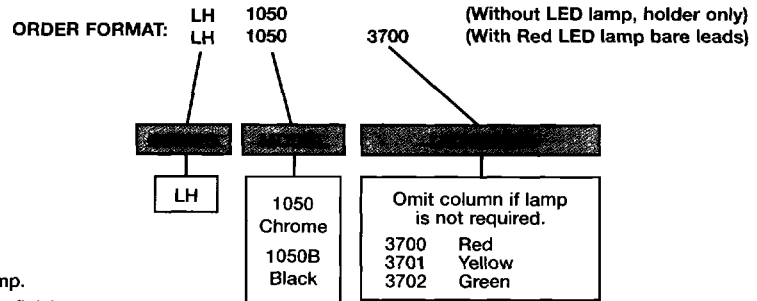 LH 1050 (Without LED lamp, holder only)
ORDER FORMAT:
LH 1050 3700 (With Red LED lamp bare leads)
LH
1050
Chrome
1050B
Black
Omit column if lamp
is not required.
3700 Red
3701 Yellow
3702 Green
mp.